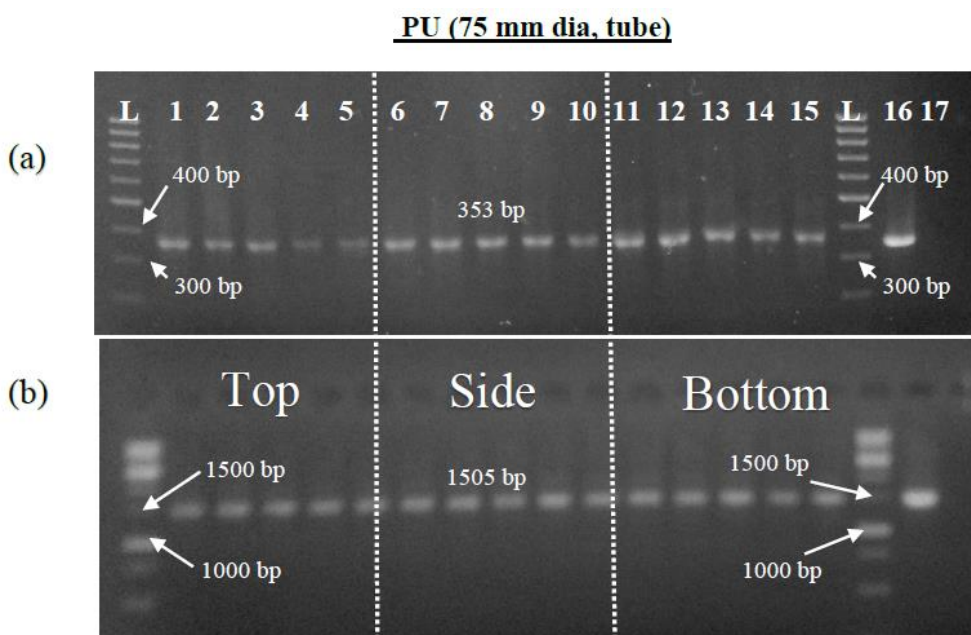 PU (75 mm dia, tube)
(a)
L 1 2 3 4 5 6 7 8 9 10 11 12 13 14 15 L 16 17
400 bp
353 bp
400 bp
300 bp
300 bp
(b)
Top Side Bottom
1500 bp
1505 bp
1500 bp
1000 bp
1000 bp